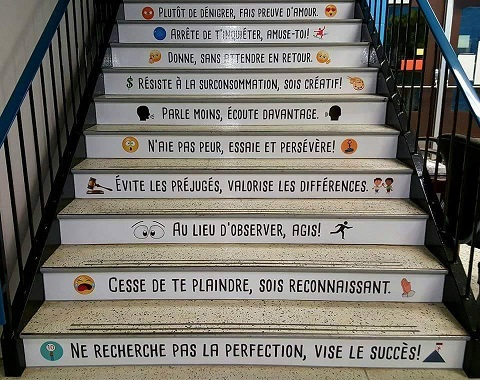 PLUTÔT DE DÉNIGRER, FAIS PREUVE D'AMOUR.
ARRÊTE DE T'INQUIÉTER, AMUSE-TOI!
DONNE, SANS ATTENDRE EN RETOUR.
RÉSISTE À LA SURCONSOMMATION, SOIS CRÉATIF!
PARLE MOINS, ÉCOUTE DAVANTAGE.
N'AIE PAS PEUR, ESSAIE ET PERSÉVÈRE!
ÉVITE LES PRÉJUGÉS, VALORISE LES DIFFÉRENCES.
AU LIEU D'OBSERVER, AGIS!
CESSE DE TE PLAINDRE, SOIS RECONNAISSANT.
NE RECHERCHE PAS LA PERFECTION, VISE LE SUCCÈS!